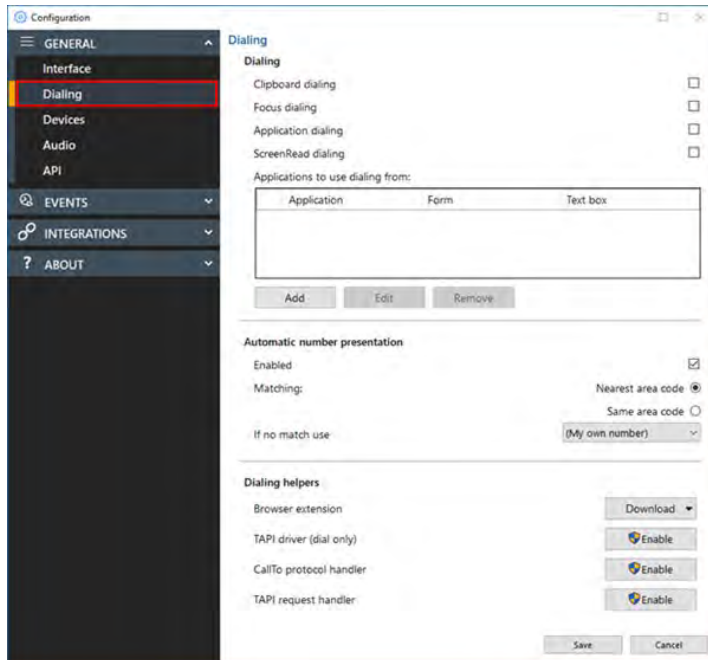 Configuration
GENERAL
Interface
Dialing
Devices
Audio
API
EVENTS
INTEGRATIONS
? ABOUT
Dialing
Dialing
Clipboard dialing
Focus dialing
Application dialing
ScreenRead dialing
Applications to use dialing from:
Application Form Text box
Add Edit Remove
Automatic number presentation
Enabled
Matching: Nearest area code
Same area code
If no match use (My own number)
Dialing helpers
Browser extension Download
TAPI driver (dial only) Enable
CallTo protocol handler Enable
TAPI request handler Enable
Save Cancel